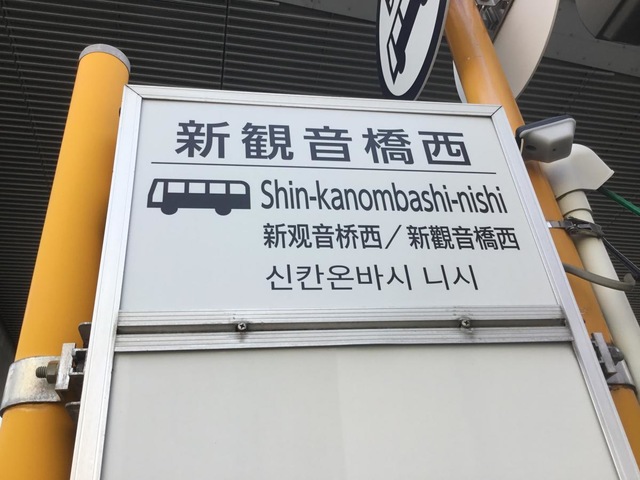 新観音橋西
Shin-kanombashi-nishi
新观音桥西／新觀音橋西
신칸온바시 니시